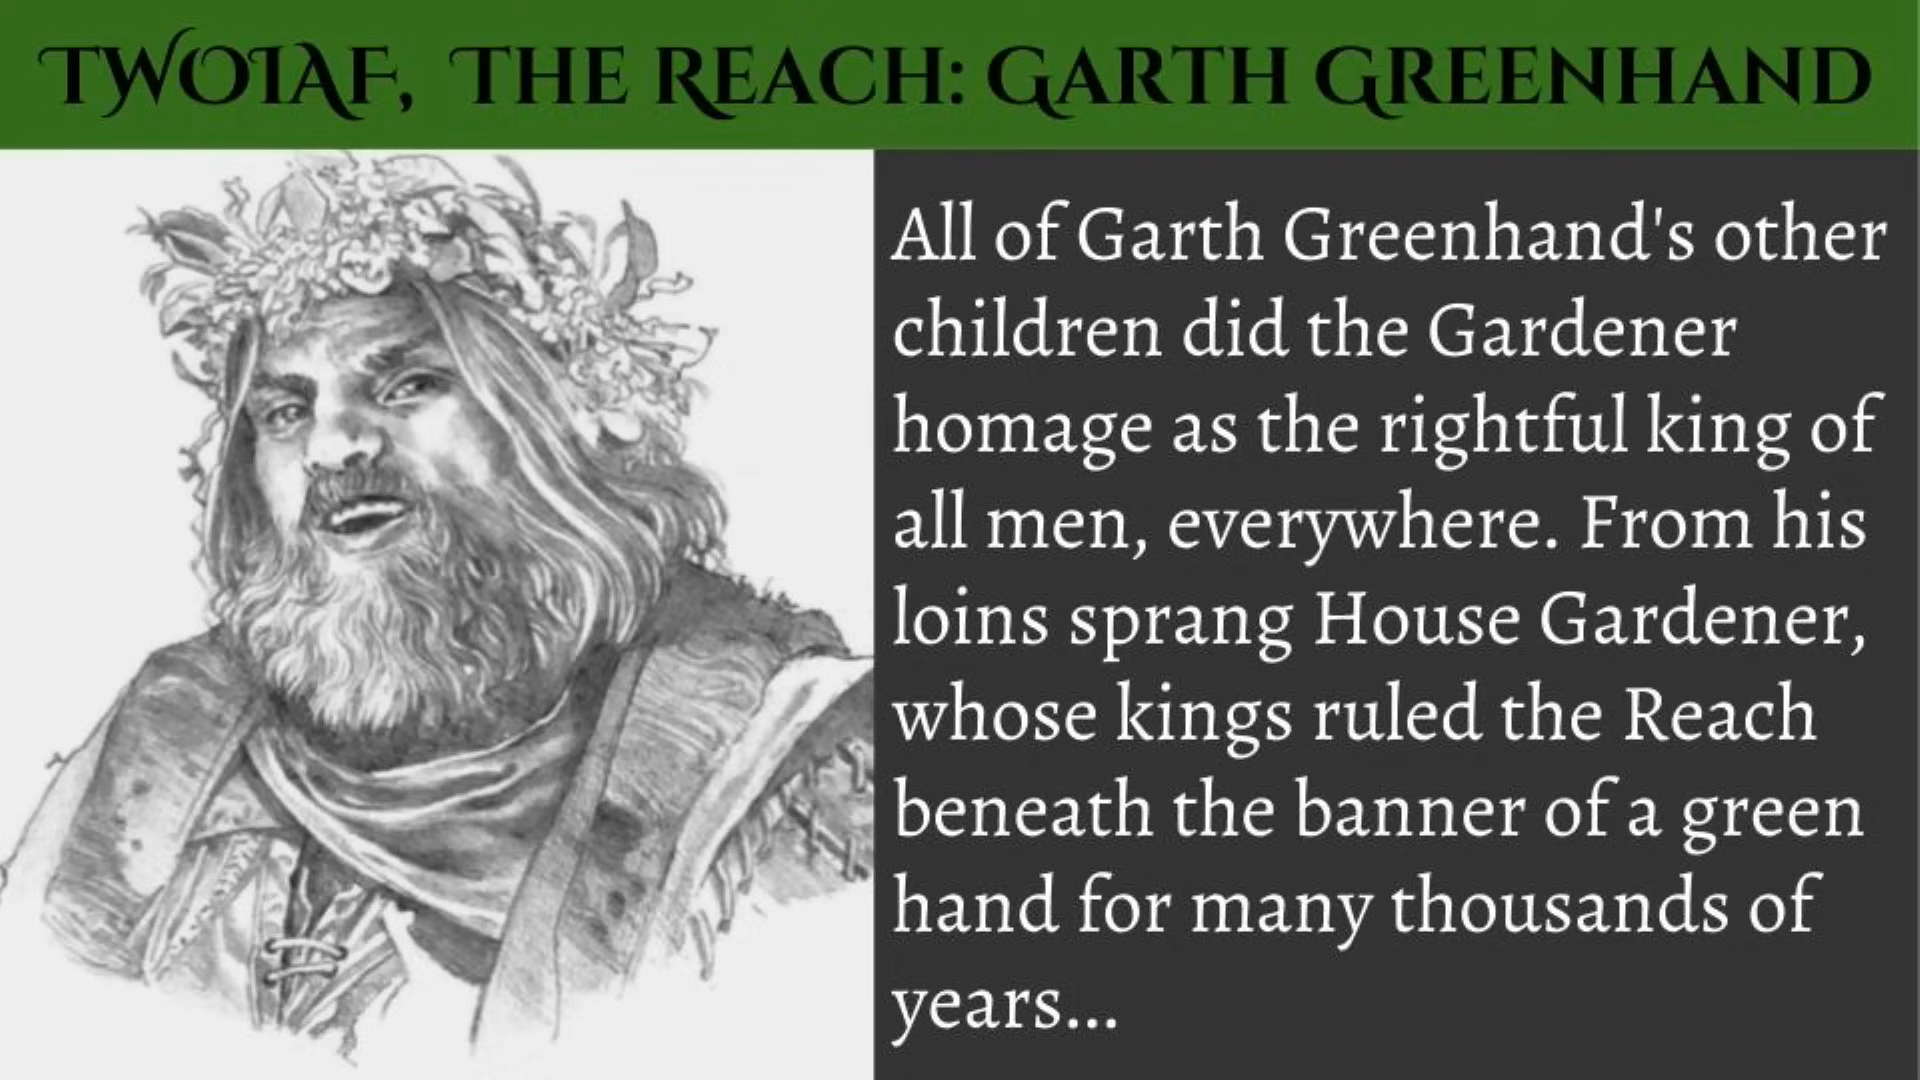 TWOIAF, THE REACH: GARTH GREENHAND
All of Garth Greenhand's other
children did the Gardener
homage as the rightful king of
all men, everywhere. From his
loins sprang House Gardener,
whose kings ruled the Reach
beneath the banner of a green
hand for many thousands of
years...